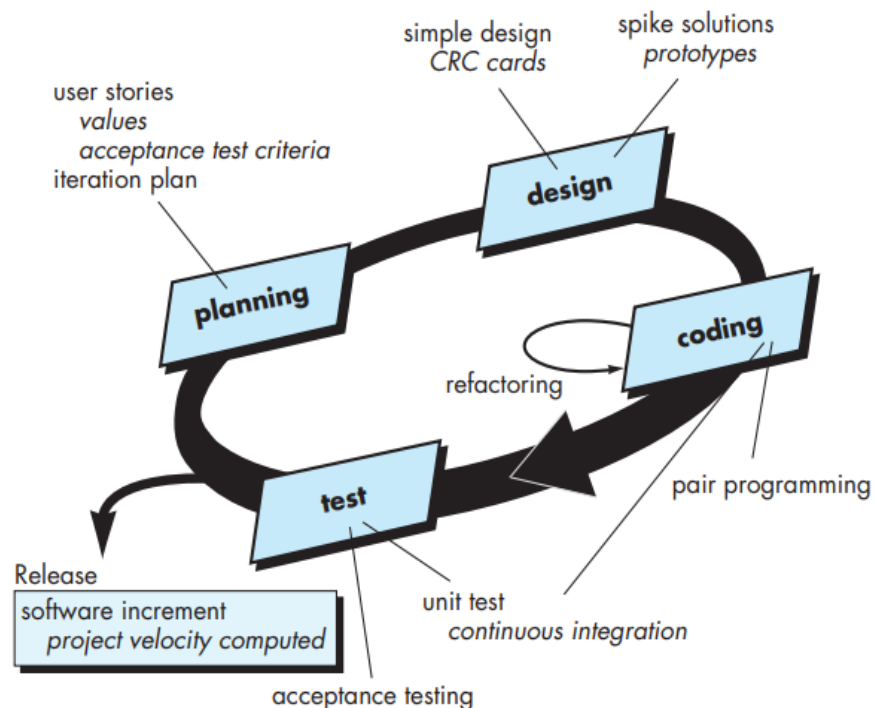 simple design
CRC cards
spike solutions
prototypes
user stories
values
acceptance test criteria
iteration plan
design
planning
coding
refactoring
test
pair programming
Release
software increment
project velocity computed
unit test
continuous integration
acceptance testing